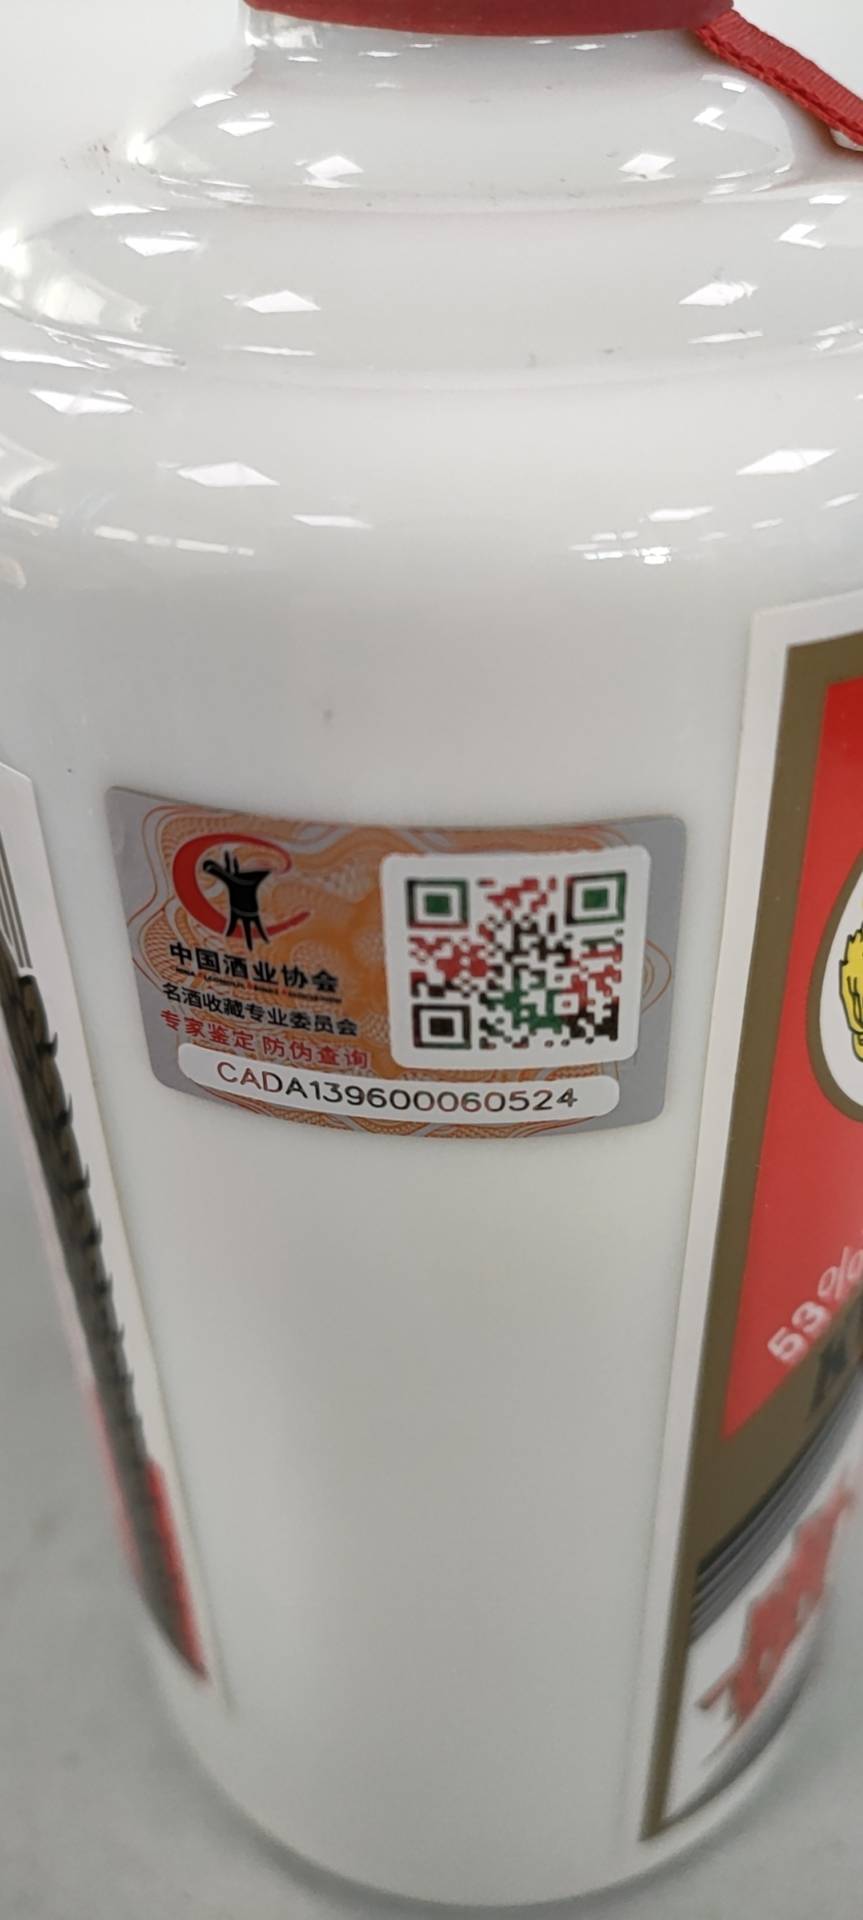 中国酒业协会
名酒收藏专业委员会
专家鉴定 防伪查询
CADA139600060524
53%